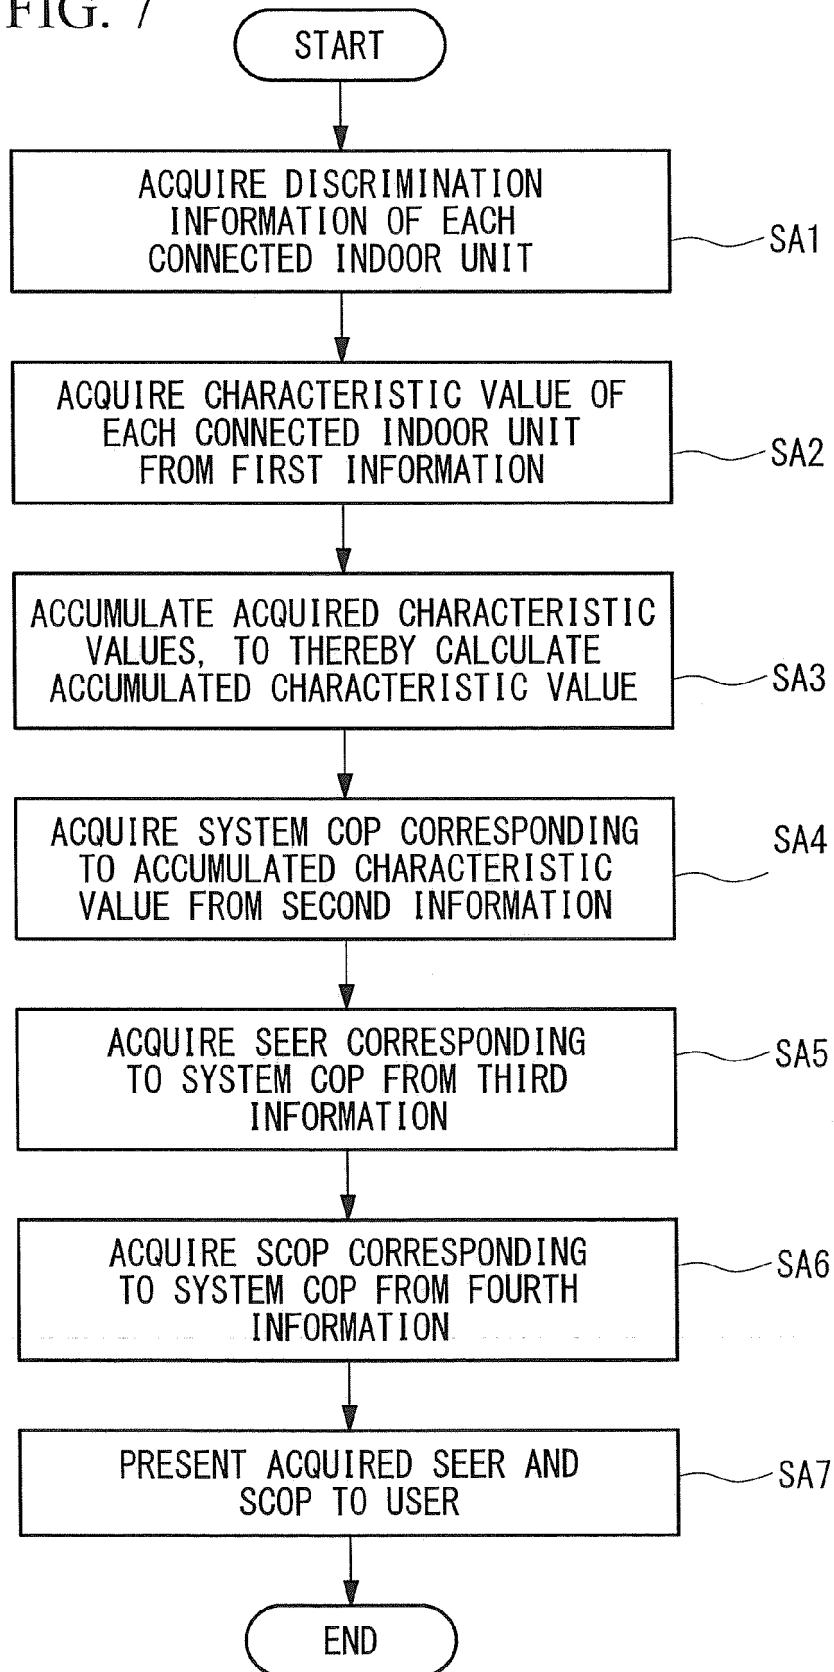 FIG. 7
START
ACQUIRE DISCRIMINATION
INFORMATION OF EACH
CONNECTED INDOOR UNIT
SA1
ACQUIRE CHARACTERISTIC VALUE OF
EACH CONNECTED INDOOR UNIT
FROM FIRST INFORMATION
SA2
ACCUMULATE ACQUIRED CHARACTERISTIC
VALUES, TO THEREBY CALCULATE
ACCUMULATED CHARACTERISTIC VALUE
SA3
ACQUIRE SYSTEM COP CORRESPONDING
TO ACCUMULATED CHARACTERISTIC
VALUE FROM SECOND INFORMATION
SA4
ACQUIRE SEER CORRESPONDING
TO SYSTEM COP FROM THIRD
INFORMATION
SA5
ACQUIRE SCOP CORRESPONDING
TO SYSTEM COP FROM FOURTH
INFORMATION
SA6
PRESENT ACQUIRED SEER AND
SCOP TO USER
SA7
END